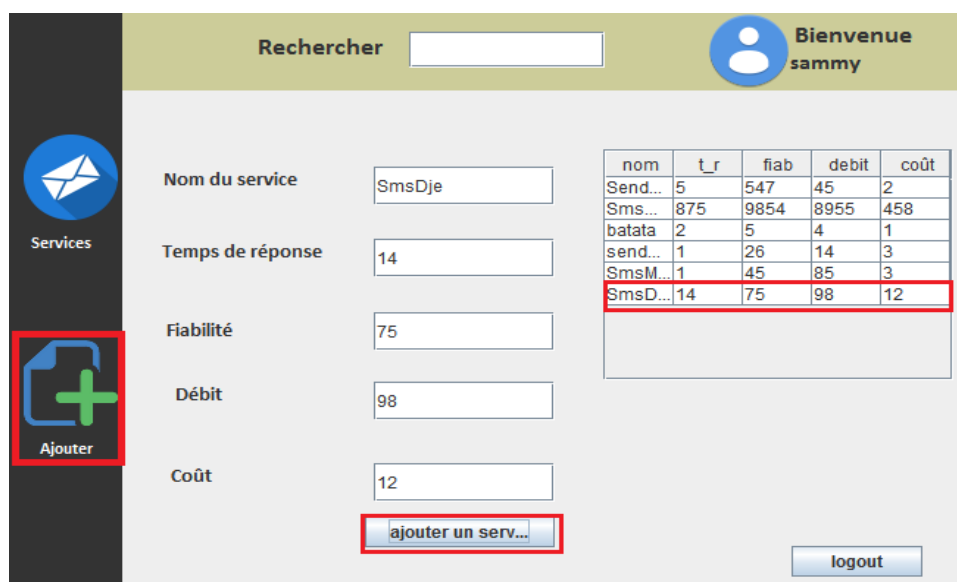 Rechercher
Bienvenue
sammy
Services
Ajouter
Nom du service
SmsDje
Temps de réponse
14
Fiabilité
75
Débit
98
Coût
12
ajouter un serv...
nom t_r fiab debit coût
Send... 5 547 45 2
Sms... 875 9854 8955 458
batata 2 5 4 1
send... 1 26 14 3
SmsM... 1 45 85 3
SmsD... 14 75 98 12
logout